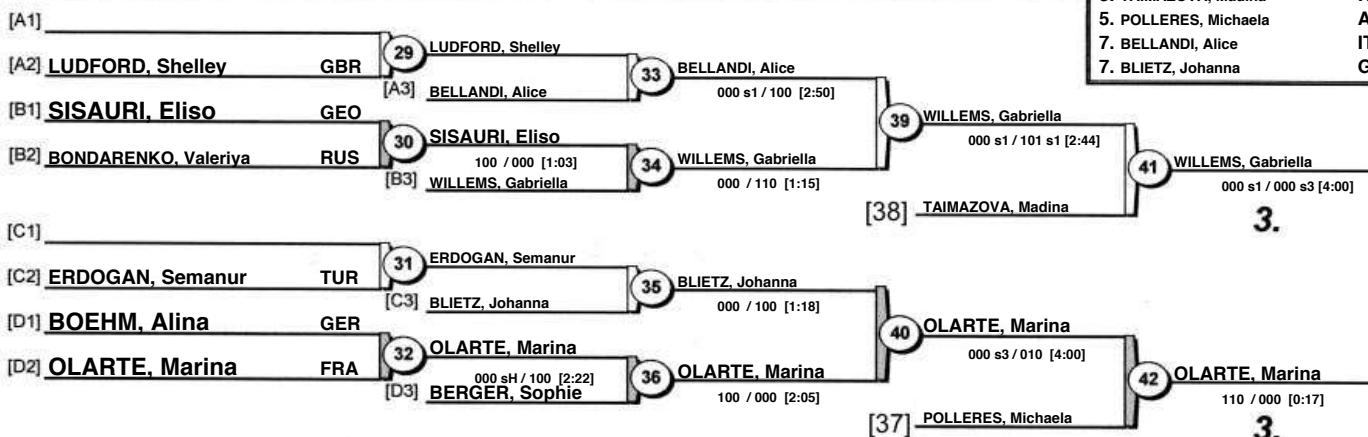 5. POLLERES, Michaela A
7. BELLANDI, Alice IT
7. BLIETZ, Johanna G
[A1]
[A2] LUDFORD, Shelley GBR
29
LUDFORD, Shelley
[A3] BELLANDI, Alice
33
BELLANDI, Alice
000 s1 / 100 [2:50]
[B1] SISAURI, Eliso GEO
[B2] BONDARENKO, Valeriya RUS
30
SISAURI, Eliso
100 / 000 [1:03]
[B3] WILLEMS, Gabriella
34
WILLEMS, Gabriella
000 / 110 [1:15]
39
WILLEMS, Gabriella
000 s1 / 101 s1 [2:44]
[38] TAIMAZOVA, Madina
41
WILLEMS, Gabriella
000 s1 / 000 s3 [4:00]
3.
[C1]
[C2] ERDOGAN, Semanur TUR
31
ERDOGAN, Semanur
[C3] BLIETZ, Johanna
35
BLIETZ, Johanna
000 / 100 [1:18]
[D1] BOEHM, Alina GER
[D2] OLARTE, Marina FRA
32
OLARTE, Marina
000 sH / 100 [2:22]
[D3] BERGER, Sophie
36
OLARTE, Marina
100 / 000 [2:05]
40
OLARTE, Marina
000 s3 / 010 [4:00]
[37] POLLERES, Michaela
42
OLARTE, Marina
110 / 000 [0:17]
3.